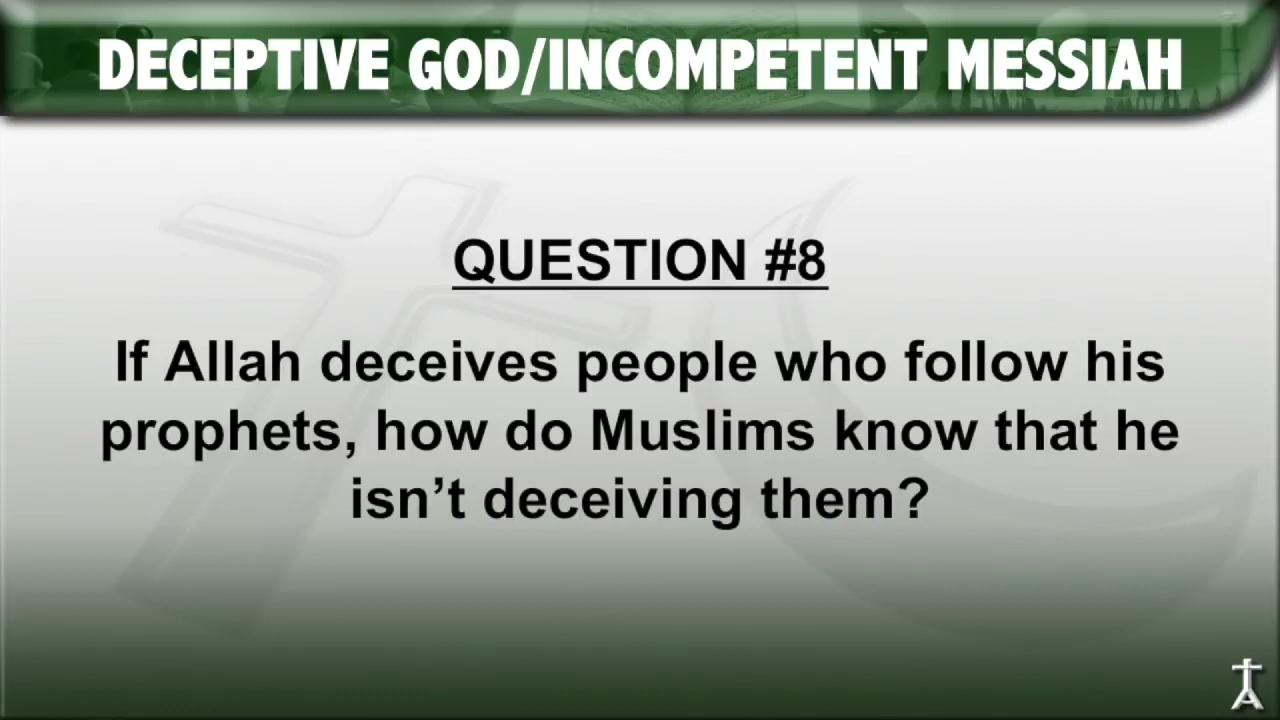 DECEPTIVE GOD/INCOMPETENT MESSIAH
QUESTION #8
If Allah deceives people who follow his
prophets, how do Muslims know that he
isn’t deceiving them?